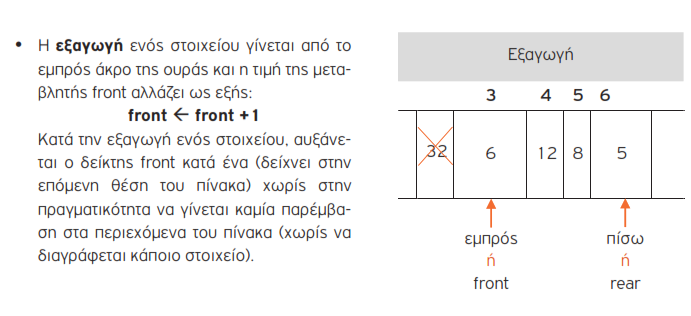 • Η εξαγωγή ενός στοιχείου γίνεται από το
εμπρός άκρο της ουράς και η τιμή της μετα-
βλητής front αλλάζει ως εξής:
front ← front +1
Κατά την εξαγωγή ενός στοιχείου, αυξάνε-
ται ο δείκτης front κατά ένα (δείχνει στην
επόμενη θέση του πίνακα) χωρίς στην
πραγματικότητα να γίνεται καμία παρέμβα-
ση στα περιεχόμενα του πίνακα (χωρίς να
διαγράφεται κάποιο στοιχείο).
Εξαγωγή
3 4 5 6
32 6 12 8 5
εμπρός πίσω
ή ή
front rear